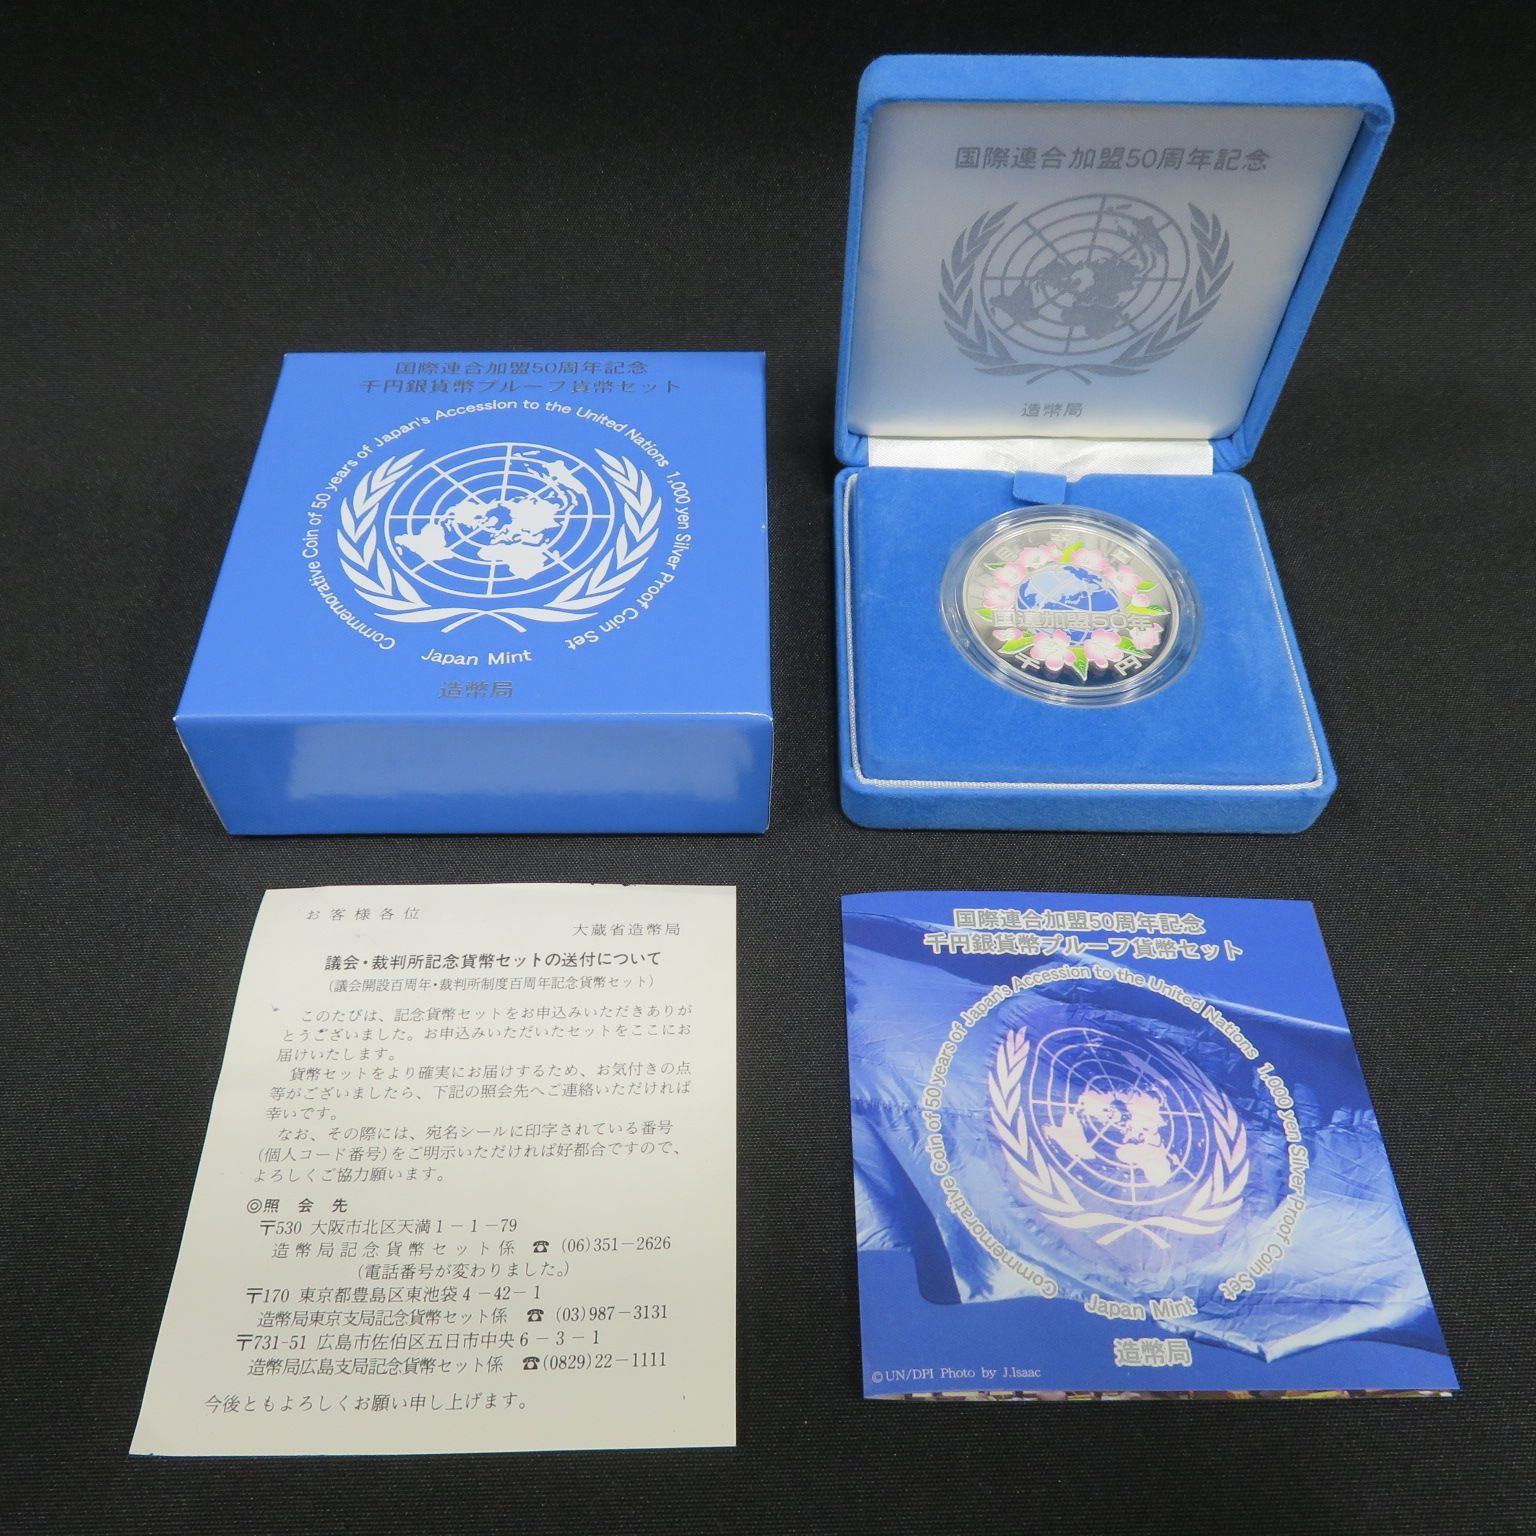 国際連合加盟50周年記念
造幣局
国際連合加盟50周年記念
千円銀貨幣プルーフ貨幣セット
Commemorative Coin of 50 years of Japan's Accession to the United Nations 1,000 yen Silver Proof Coin Set
Japan Mint
造幣局
日本国
国連加盟50年
千円
お客様各位
大蔵省造幣局
議会・裁判所記念貨幣セットの送付について
(議会開設百周年・裁判所制度百周年記念貨幣セット)
このたびは、記念貨幣セットをお申込みいただきありが
とうございました。お申込みいただいたセットをここにお
届けいたします。
貨幣セットをより確実にお届けするため、お気付きの点
等がございましたら、下記の照会先へご連絡いただければ
幸いです。
なお、その際には、宛名シールに印字されている番号
(個人コード番号)をご明示いただければ好都合ですので、
よろしくご協力願います。
◎照 会 先
〒530 大阪市北区天満1-1-79
造幣局記念貨幣セット係 ☎ (06)351-2626
(電話番号が変わりました。)
〒170 東京都豊島区東池袋4-42-1
造幣局東京支局記念貨幣セット係 ☎ (03)987-3131
〒731-51 広島市佐伯区五日市中央6-3-1
造幣局広島支局記念貨幣セット係 ☎(0829)22-1111
今後ともよろしくお願い申し上げます。
国際連合加盟50周年記念
千円銀貨幣プルーフ貨幣セット
Commemorative Coin of 50 years of Japan's Accession to the United Nations 1,000 yen Silver Proof Coin Set
Japan Mint
造幣局
©UN/DPI Photo by J.Isaac